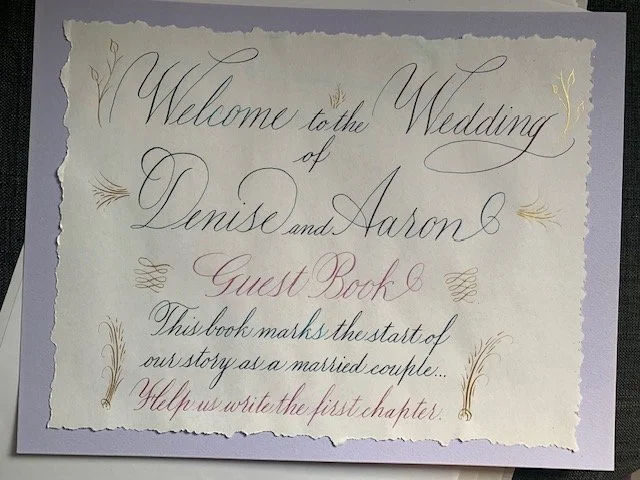 Welcome to the Wedding
of
Denise and Aaron
Guest Book
This book marks the start of
our story as a married couple...
Help us write the first chapter.